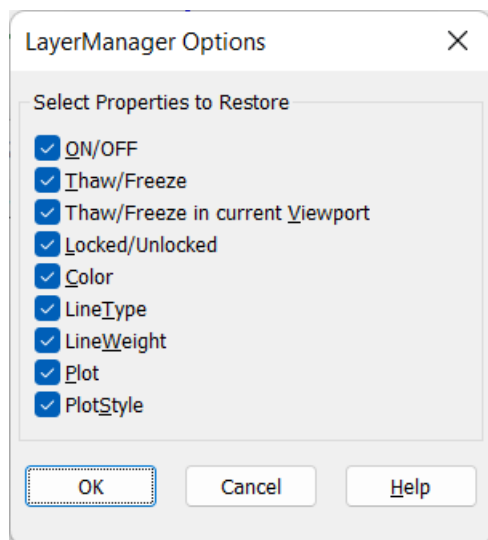 LayerManager Options
Select Properties to Restore
ON/OFF
Thaw/Freeze
Thaw/Freeze in current Viewport
Locked/Unlocked
Color
LineType
LineWeight
Plot
PlotStyle
OK Cancel Help